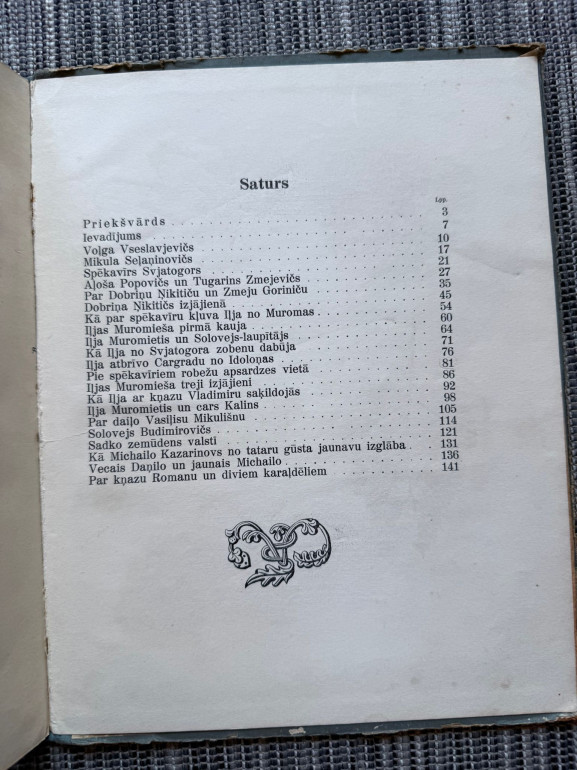 Saturs
Lpp.
Priekšvārds . . . 3
Ievadījums . . . 7
Voļga Vseslavjevičs . . . 10
Mikula Seļaņinovičs . . . 17
Spēkavīrs Svjatogors . . . 21
Aļoša Popovičs un Tugarins Zmejevičs . . . 27
Par Dobriņu Ņikitiču un Zmeju Goriniču . . . 35
Dobriņa Ņikitičs izjājienā . . . 45
Kā par spēkavīru kļuva Iļja no Muromas . . . 54
Iļjas Muromieša pirmā kauja . . . 60
Iļja Muromietis un Solovejs-laupītājs . . . 64
Kā Iļja no Svjatogora zobenu dabūja . . . 71
Iļja atbrīvo Cargradu no Idoloņas . . . 76
Pie spēkavīriem robežu apsardzes vietā . . . 81
Iļjas Muromieša treji izjājieni . . . 86
Kā Iļja ar kņazu Vladimiru saķildojās . . . 92
Iļja Muromietis un cars Kalins . . . 98
Par daiļo Vasiļisu Mikulišnu . . . 105
Solovejs Budimirovičs . . . 114
Sadko zemūdens valstī . . . 121
Kā Michailo Kazarinovs no tataru gūsta jaunavu izglāba . . . 131
Vecais Daņilo un jaunais Michailo . . . 136
Par kņazu Romanu un diviem karaļdēliem . . . 141